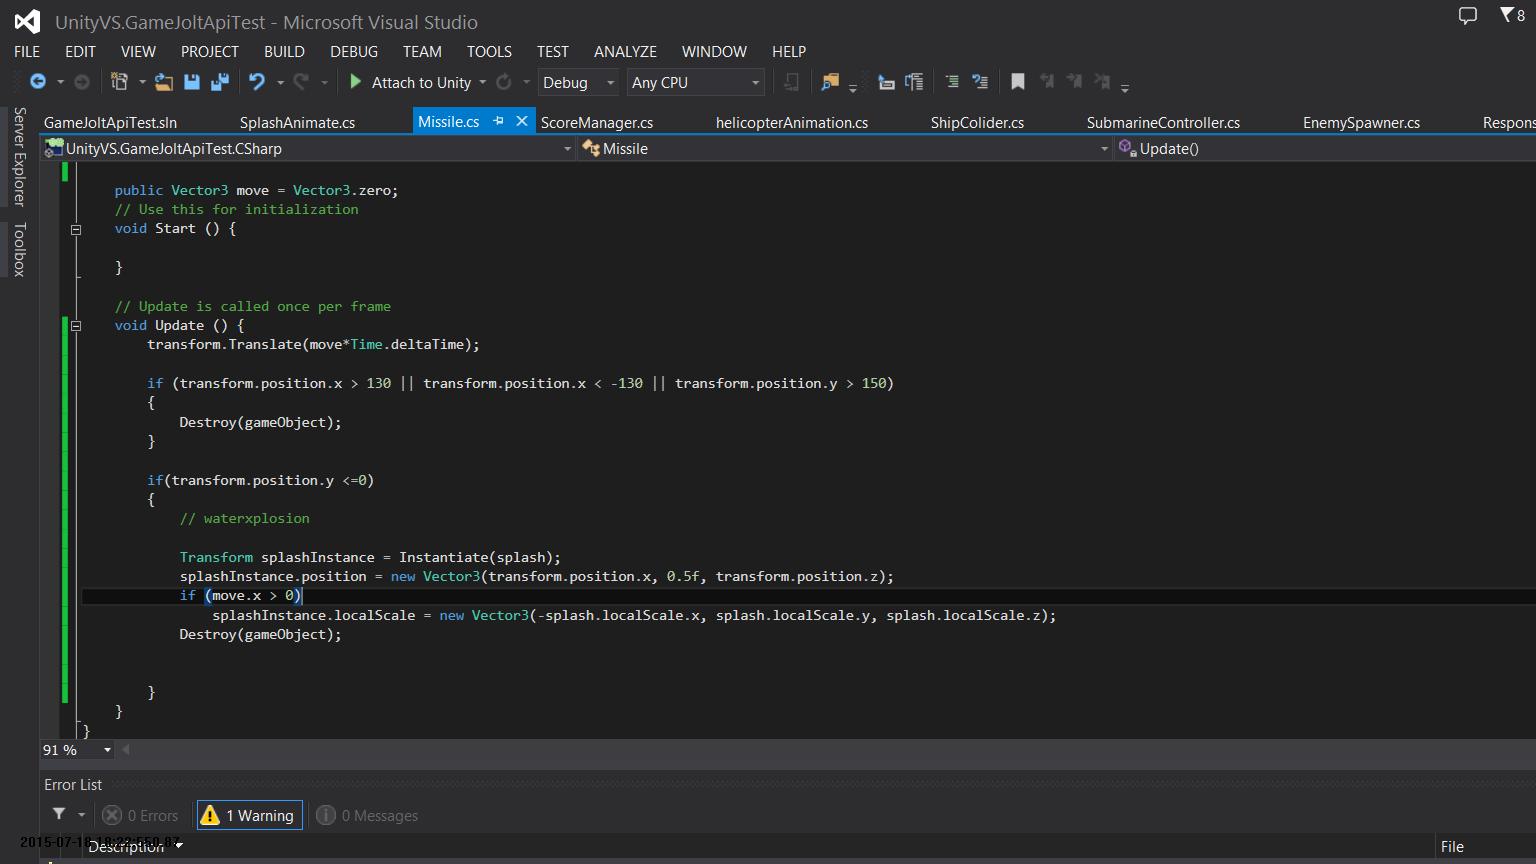 UnityVS.GameJoltApiTest - Microsoft Visual Studio
8
FILE EDIT VIEW PROJECT BUILD DEBUG TEAM TOOLS TEST ANALYZE WINDOW HELP
Attach to Unity Debug Any CPU
Server Explorer
Toolbox
GameJoltApiTest.sln SplashAnimate.cs Missile.cs ScoreManager.cs helicopterAnimation.cs ShipColider.cs SubmarineController.cs EnemySpawner.cs Respons
UnityVS.GameJoltApiTest.CSharp Missile Update()
public Vector3 move = Vector3.zero;
// Use this for initialization
void Start () {
}
// Update is called once per frame
void Update () {
transform.Translate(move*Time.deltaTime);
if (transform.position.x > 130 || transform.position.x < -130 || transform.position.y > 150)
{
Destroy(gameObject);
}
if(transform.position.y <=0)
{
// waterxplosion
Transform splashInstance = Instantiate(splash);
splashInstance.position = new Vector3(transform.position.x, 0.5f, transform.position.z);
if (move.x > 0)
splashInstance.localScale = new Vector3(-splash.localScale.x, splash.localScale.y, splash.localScale.z);
Destroy(gameObject);
}
}
}
91 %
Error List
0 Errors 1 Warning 0 Messages
Description File